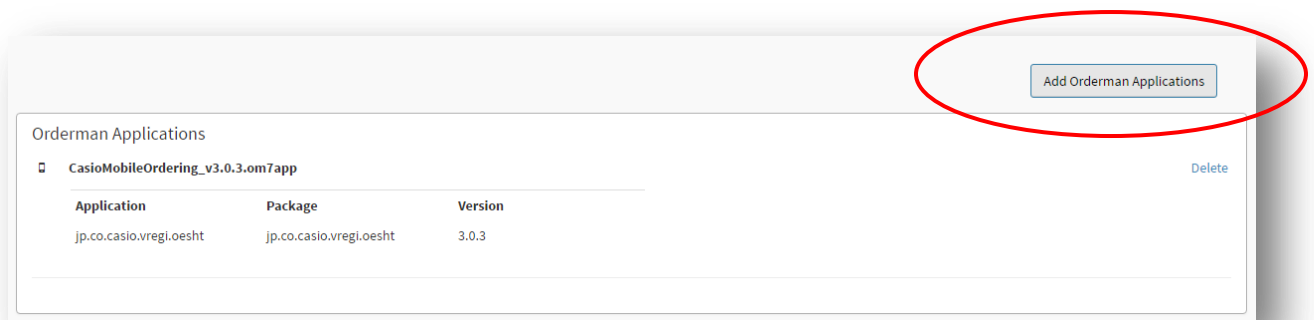 Add Orderman Applications
Orderman Applications
CasioMobileOrdering_v3.0.3.om7app
Delete
Application Package Version
jp.co.casio.vregi.oesht jp.co.casio.vregi.oesht 3.0.3